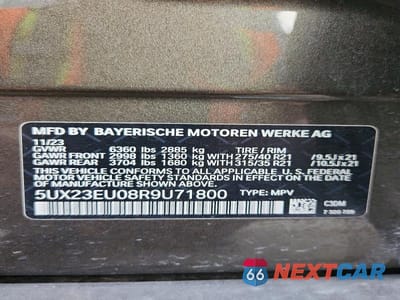 MFD BY BAYERISCHE MOTOREN WERKE AG
11/23
GVWR 6360 lbs 2885 kg TIRE / RIM
GAWR FRONT 2998 lbs 1360 kg WITH 275/40 R21 /9,5J x 21
GAWR REAR 3704 lbs 1680 kg WITH 315/35 R21 /10,5J x 21
THIS VEHICLE CONFORMS TO ALL APPLICABLE U. S. FEDERAL
MOTOR VEHICLE SAFETY STANDARDS IN EFFECT ON THE DATE
OF MANUFACTURE SHOWN ABOVE.
5UX23EU08R9U71800 TYPE: MPV
C3DM
66 NEXTCAR